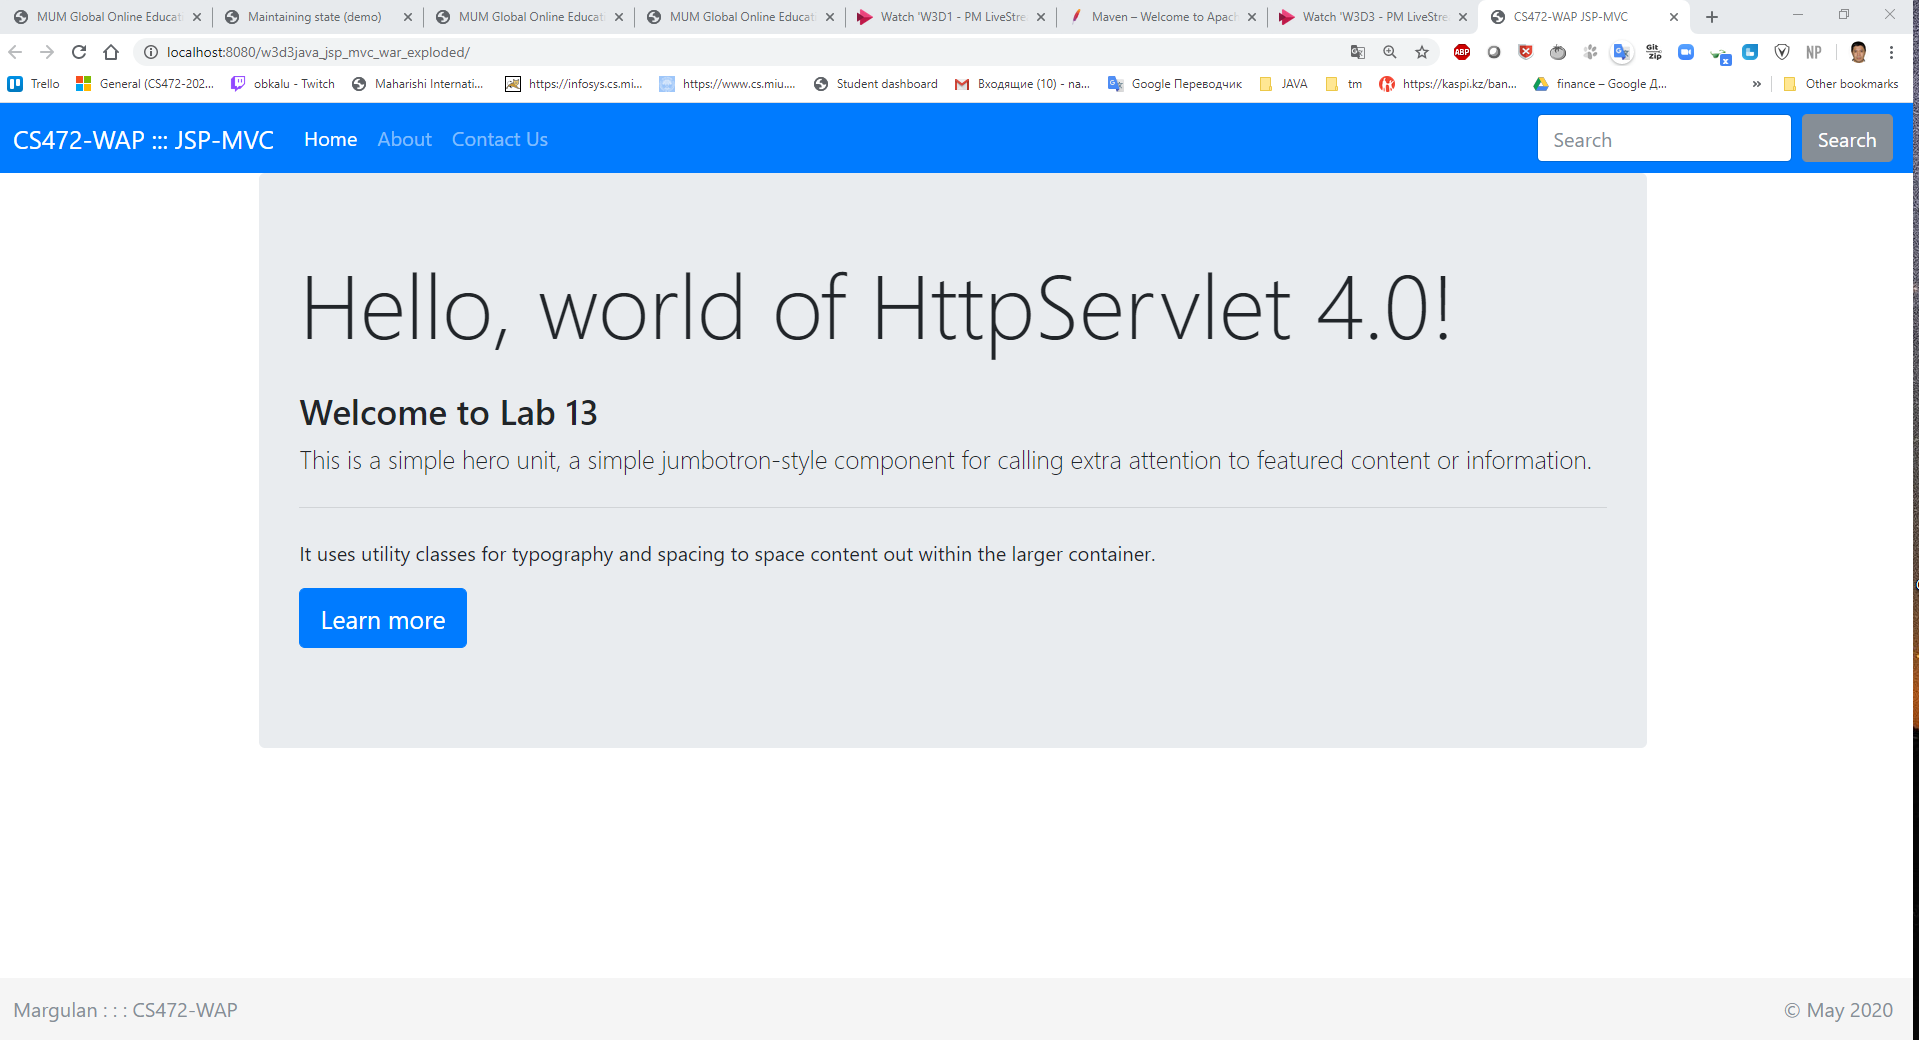 MUM Global Online Educat
Maintaining state (demo)
MUM Global Online Educat
MUM Global Online Educat
Watch 'W3D1 - PM LiveStre
Maven – Welcome to Apach
Watch 'W3D3 - PM LiveStre
CS472-WAP JSP-MVC
localhost:8080/w3d3java_jsp_mvc_war_exploded/
ABP
Git zip
NP
Trello
General (CS472-202...
obkalu - Twitch
Maharishi Internati...
https://infosys.cs.mi...
https://www.cs.miu....
Student dashboard
Входящие (10) - na...
Google Переводчик
JAVA
tm
https://kaspi.kz/ban...
finance – Google Д...
»
Other bookmarks
CS472-WAP ::: JSP-MVC
Home
About
Contact Us
Search
Search
Hello, world of HttpServlet 4.0!
Welcome to Lab 13
This is a simple hero unit, a simple jumbotron-style component for calling extra attention to featured content or information.
It uses utility classes for typography and spacing to space content out within the larger container.
Learn more
Margulan : : : CS472-WAP
© May 2020